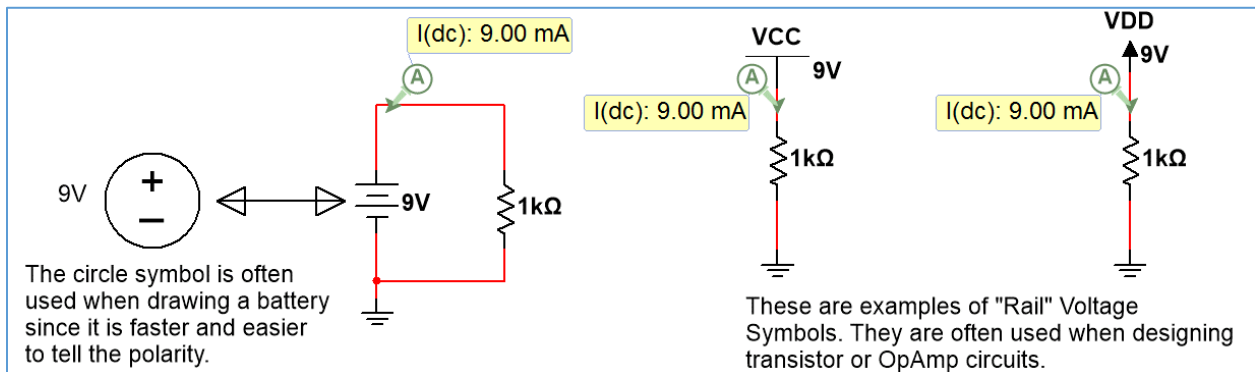 I(dc): 9.00 mA
9V
+
−
9V
1kΩ
The circle symbol is often
used when drawing a battery
since it is faster and easier
to tell the polarity.
A
VCC
9V
A
I(dc): 9.00 mA
1kΩ
VDD
9V
A
I(dc): 9.00 mA
1kΩ
These are examples of "Rail" Voltage
Symbols. They are often used when designing
transistor or OpAmp circuits.